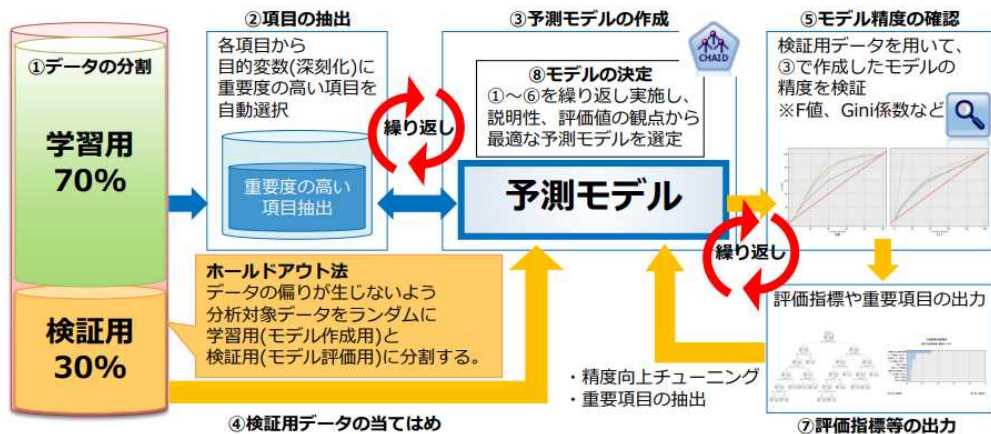 ①データの分割
学習用
70%
検証用
30%
②項目の抽出
各項目から
目的変数(深刻化)に
重要度の高い項目を
自動選択
重要度の高い
項目抽出
繰り返し
③予測モデルの作成
CHAID
⑧モデルの決定
①～⑥を繰り返し実施し、
説明性、評価値の観点から
最適な予測モデルを選定
予測モデル
⑤モデル精度の確認
検証用データを用いて、
③で作成したモデルの
精度を検証
※F値、Gini係数など
繰り返し
ホールドアウト法
データの偏りが生じないよう
分析対象データをランダムに
学習用(モデル作成用)と
検証用(モデル評価用)に分割する。
④検証用データの当てはめ
・精度向上チューニング
・重要項目の抽出
評価指標や重要項目の出力
⑦評価指標等の出力